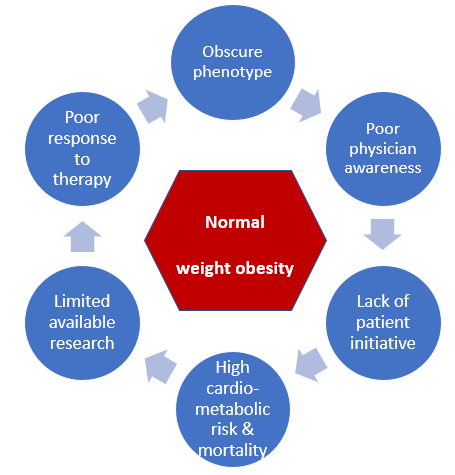 Obscure
phenotype
Poor
physician
awareness
Lack of
patient
initiative
High
cardio-
metabolic
risk &
mortality
Limited
available
research
Poor
response
to
therapy
Normal
weight obesity